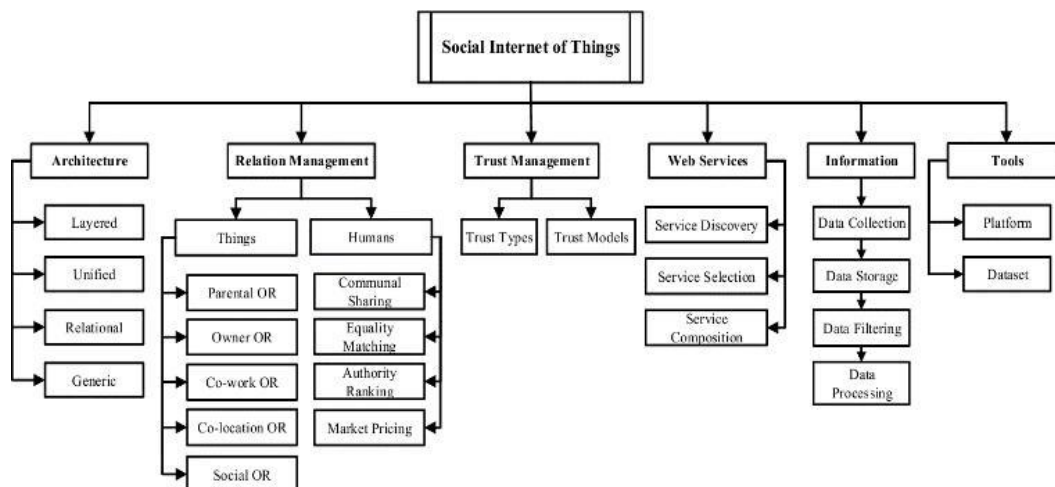 Social Internet of Things
Architecture
Relation Management
Trust Management
Web Services
Information
Tools
Layered
Unified
Relational
Generic
Things
Humans
Parental OR
Owner OR
Co-work OR
Co-location OR
Social OR
Communal
Sharing
Equality
Matching
Authority
Ranking
Market Pricing
Trust Types
Trust Models
Service Discovery
Service Selection
Service
Composition
Data Collection
Data Storage
Data Filtering
Data
Processing
Platform
Dataset